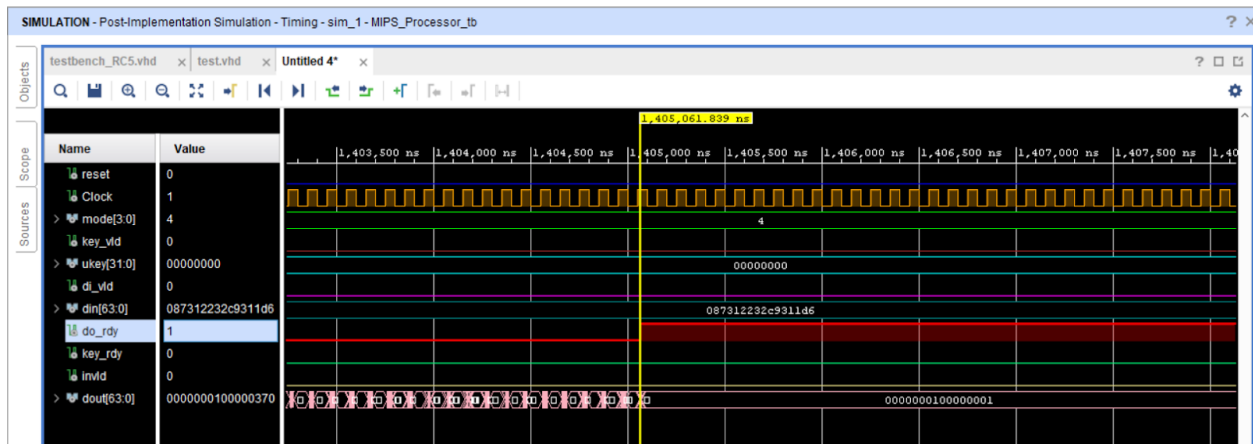 SIMULATION - Post-Implementation Simulation - Timing - sim_1 - MIPS_Processor_tb
testbench_RC5.vhd × test.vhd × Untitled 4* ×
Objects
Scope
Sources
1,405,061.839 ns
Name Value
1,403,500 ns 1,404,000 ns 1,404,500 ns 1,405,000 ns 1,405,500 ns 1,406,000 ns 1,406,500 ns 1,407,000 ns 1,407,500 ns 1,40
reset 0
Clock 1
mode[3:0] 4 4
key_vld 0
ukey[31:0] 00000000 00000000
di_vld 0
din[63:0] 087312232c9311d6 087312232c9311d6
do_rdy 1
key_rdy 0
invld 0
dout[63:0] 0000000100000370 0000000100000001